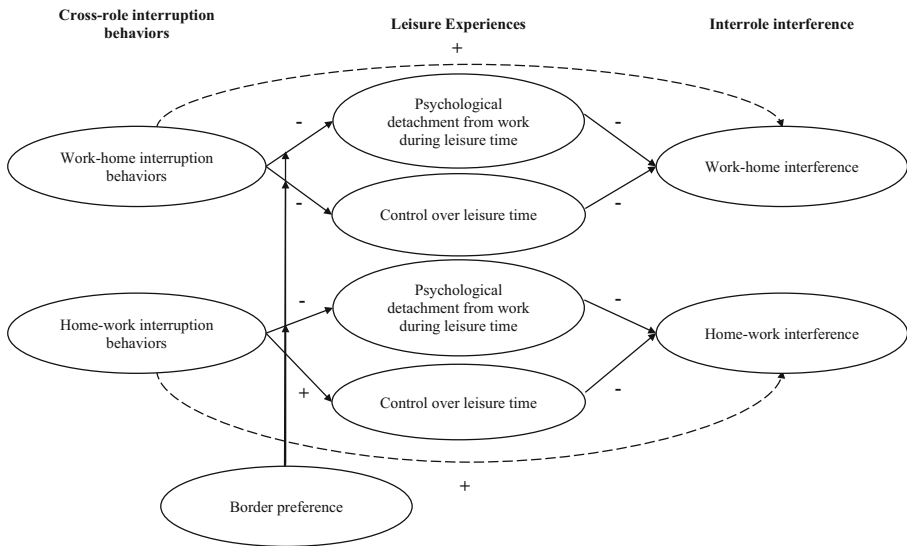 Cross-role interruption
behaviors
Leisure Experiences
Interrole interference
+
Psychological
detachment from work
during leisure time
-
-
Work-home interruption
behaviors
Work-home interference
-
-
Control over leisure time
Psychological
detachment from work
during leisure time
-
-
Home-work interruption
behaviors
Home-work interference
+
-
Control over leisure time
+
Border preference